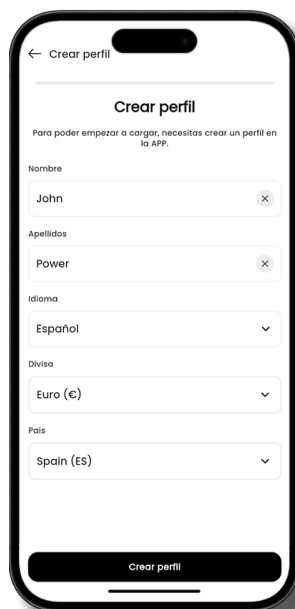 Crear perfil
Crear perfil
Para poder empezar a cargar, necesitas crear un perfil en
la APP.
Nombre
John
Apellidos
Power
Idioma
Español
Divisa
Euro (€)
País
Spain (ES)
Crear perfil